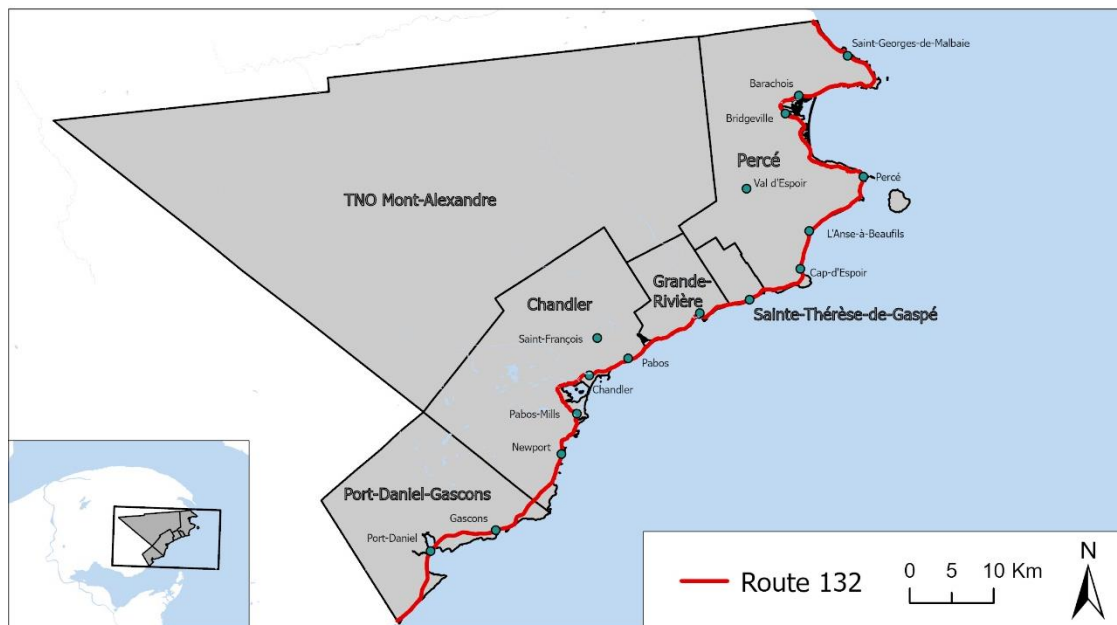 Saint-Georges-de-Malbaie
Barachois
Bridgeville
Percé
Percé
Val d'Espoir
TNO Mont-Alexandre
L'Anse-à-Beaufils
Cap-d'Espoir
Grande-
Rivière
Chandler
Sainte-Thérèse-de-Gaspé
Saint-François
Pabos
Chandler
Pabos-Mills
Newport
Port-Daniel-Gascons
Gascons
Port-Daniel
Route 132
0 5 10 Km
N